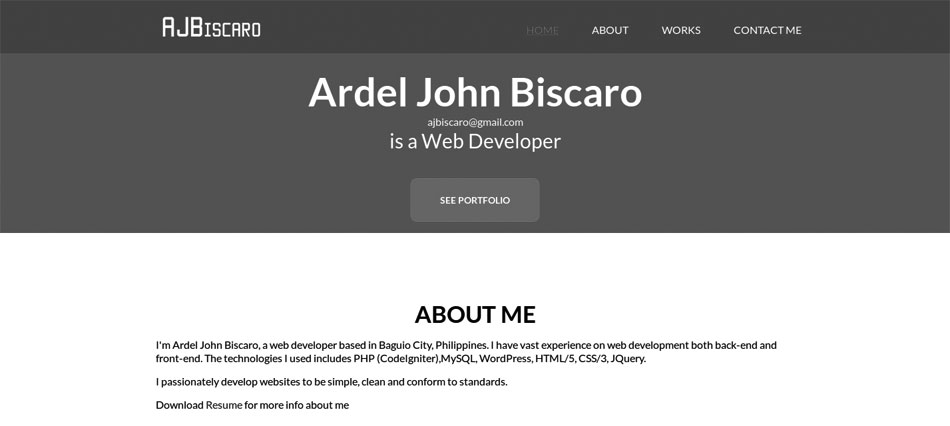 AJBISCARO
HOME ABOUT WORKS CONTACT ME
Ardel John Biscaro
ajbiscaro@gmail.com
is a Web Developer
SEE PORTFOLIO
ABOUT ME
I'm Ardel John Biscaro, a web developer based in Baguio City, Philippines. I have vast experience on web development both back-end and
front-end. The technologies I used includes PHP (CodeIgniter),MySQL, WordPress, HTML/5, CSS/3, JQuery.
I passionately develop websites to be simple, clean and conform to standards.
Download Resume for more info about me